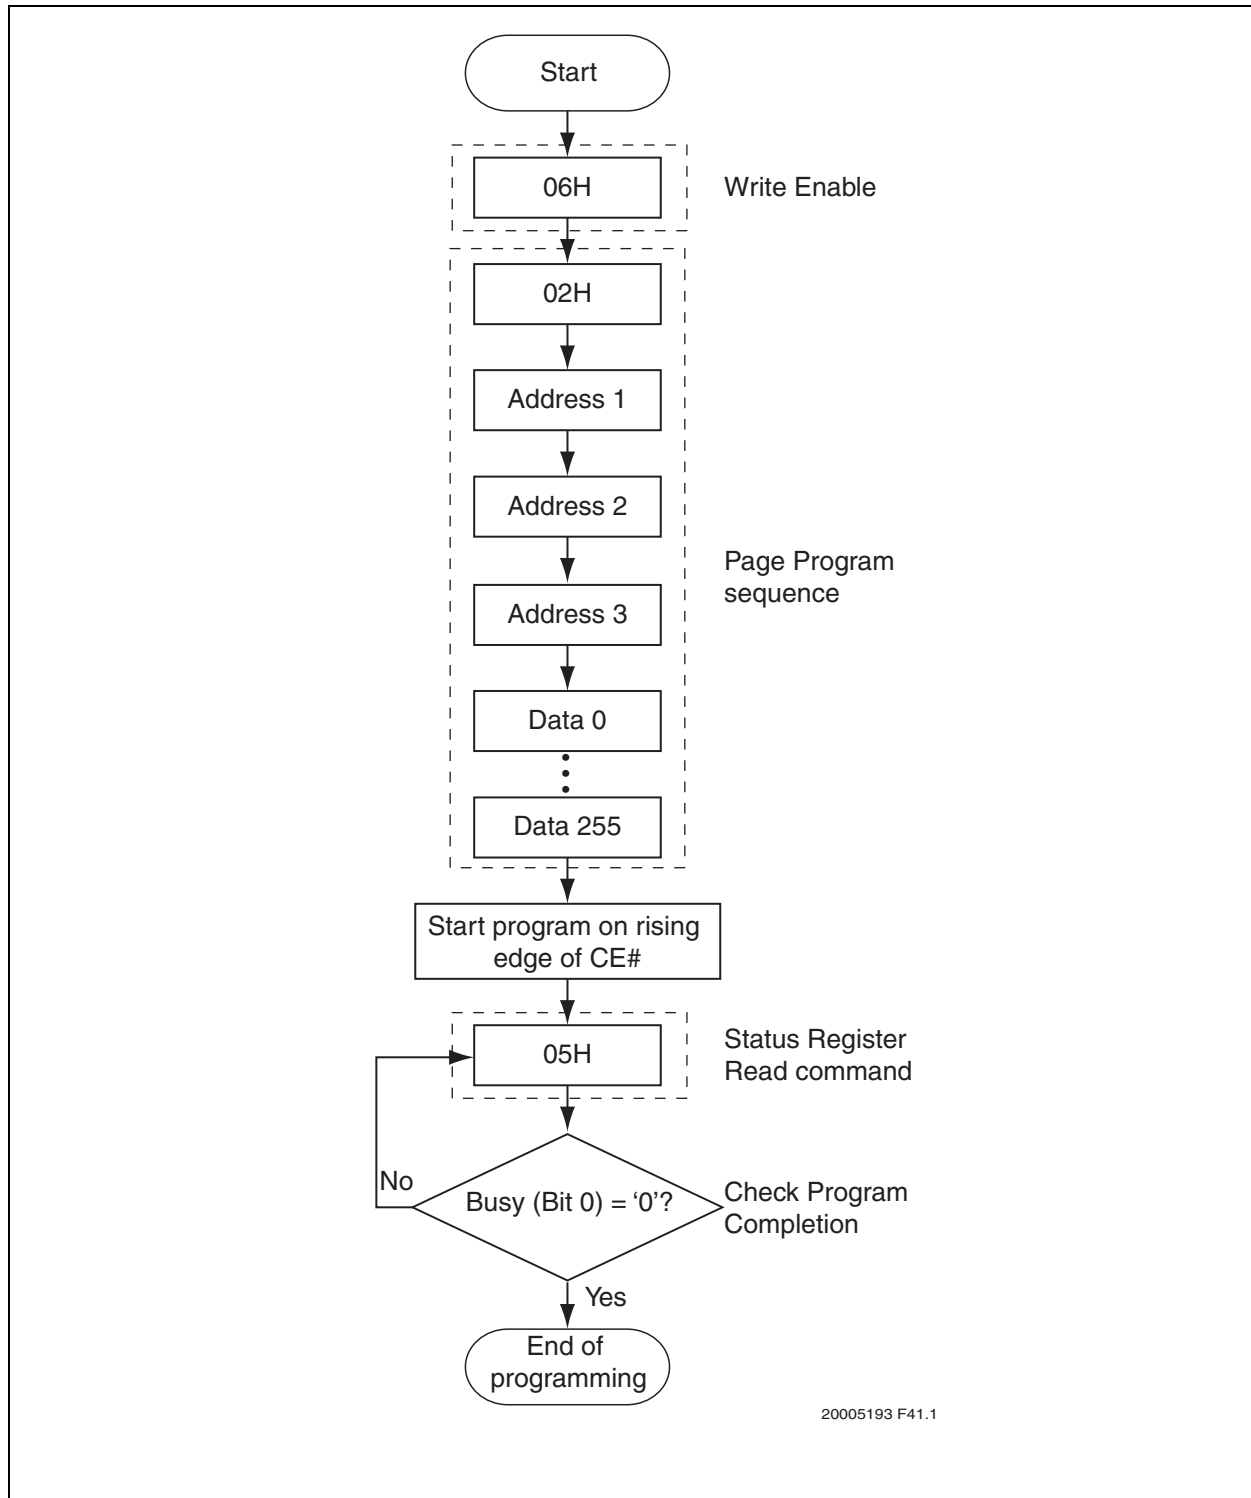 Start
06H
Write Enable
02H
Address 1
Address 2
Page Program
sequence
Address 3
Data 0
Data 255
Start program on rising
edge of CE#
05H
Status Register
Read command
No
Busy (Bit 0) = ‘0’?
Check Program
Completion
Yes
End of
programming
20005193 F41.1